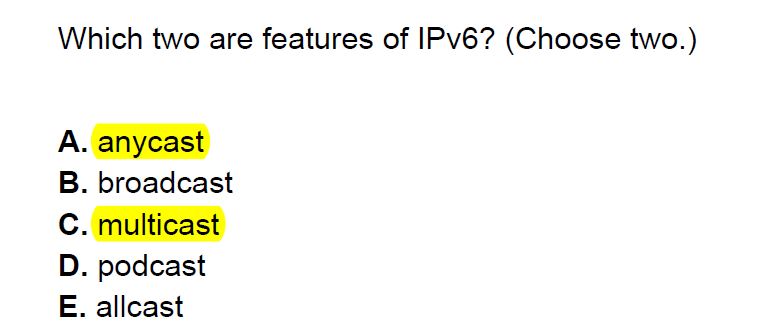 Which two are features of IPv6? (Choose two.)
A. anycast
B. broadcast
C. multicast
D. podcast
E. allcast